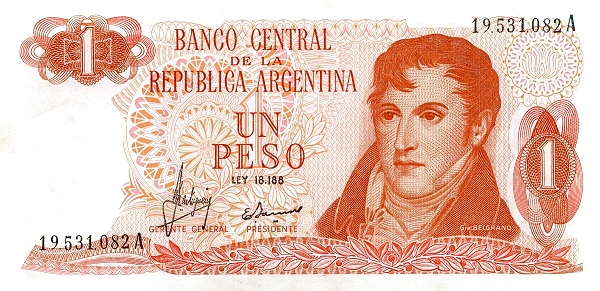 19.531.082 A
1
BANCO CENTRAL
DE LA
REPUBLICA ARGENTINA
UN
PESO
LEY 18.188
GERENTE GENERAL PRESIDENTE
Gral BELGRANO
1
19.531.082 A